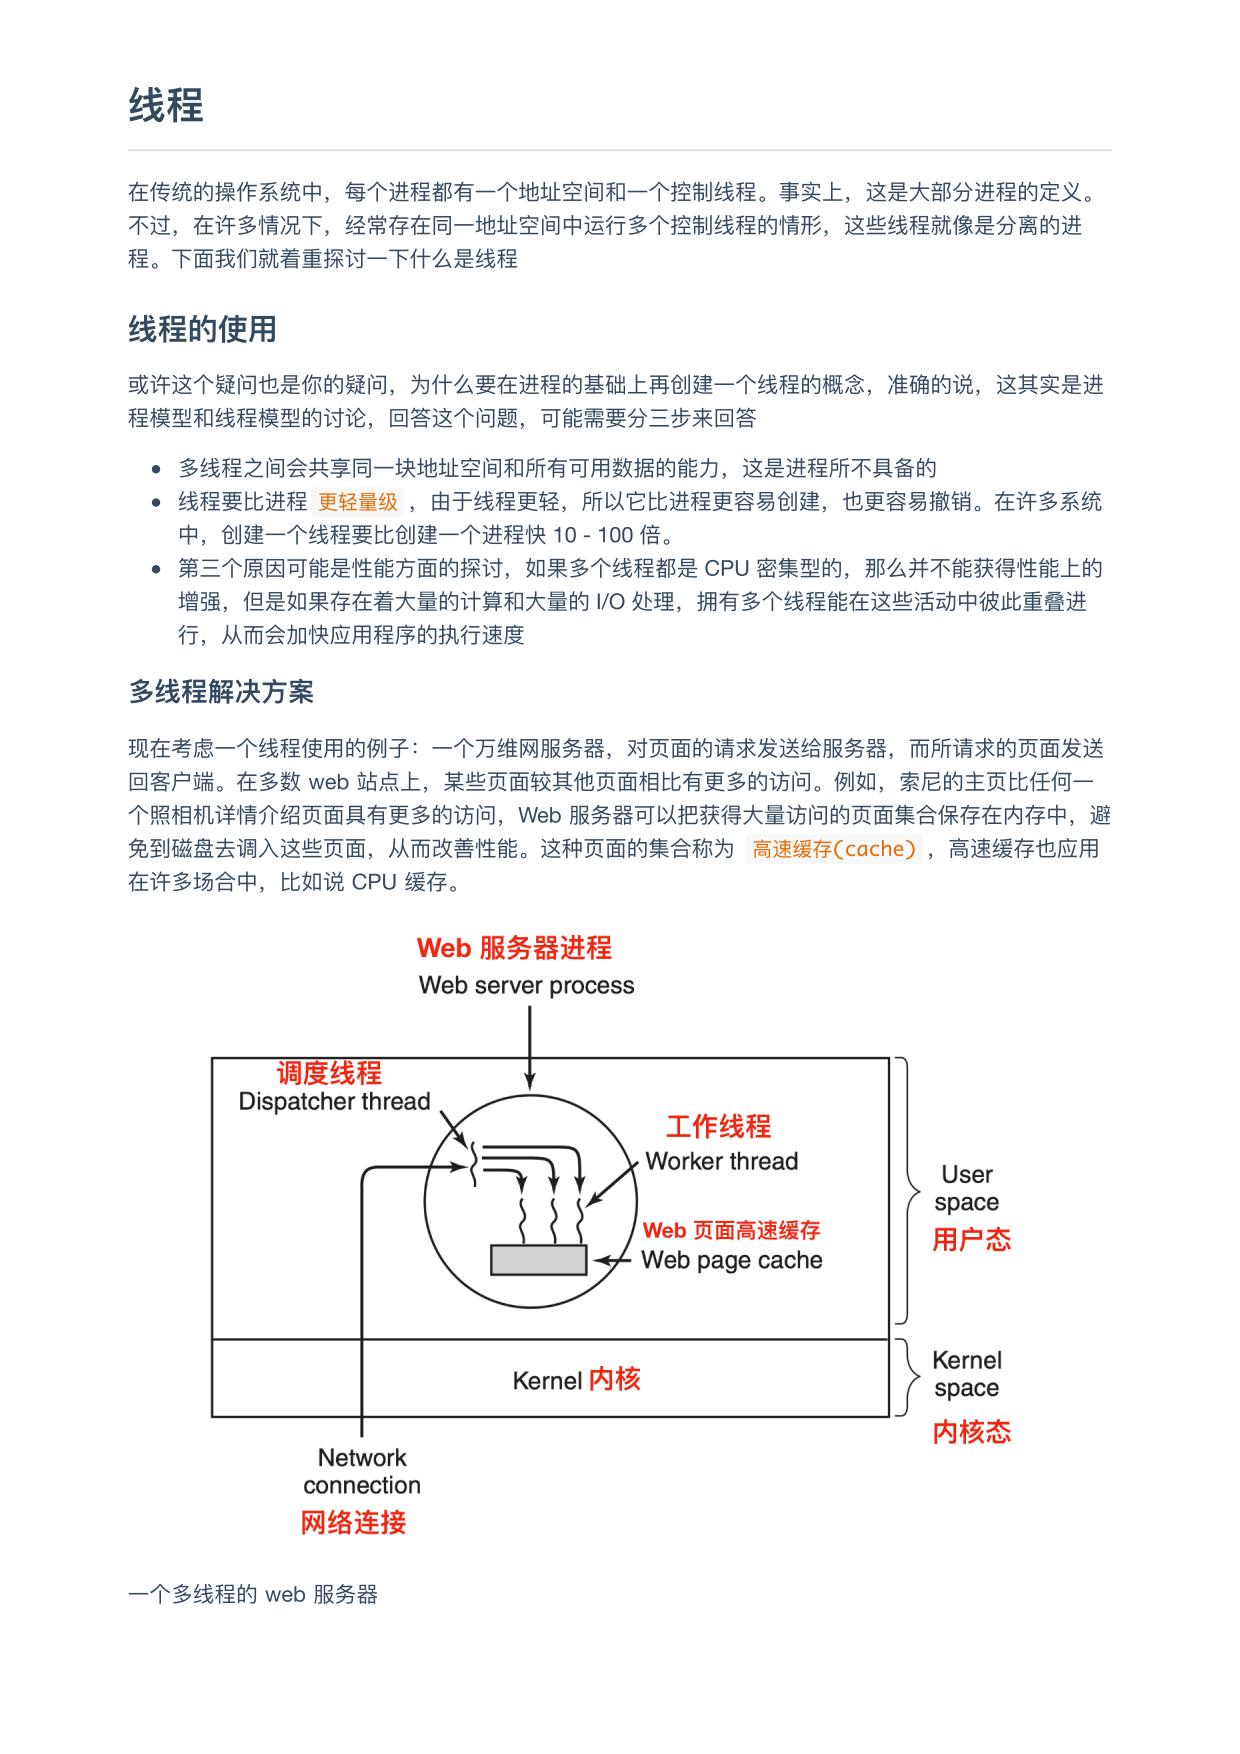 线程
在传统的操作系统中，每个进程都有一个地址空间和一个控制线程。事实上，这是大部分进程的定义。
不过，在许多情况下，经常存在同一地址空间中运行多个控制线程的情形，这些线程就像是分离的进
程。下面我们就着重探讨一下什么是线程
线程的使用
或许这个疑问也是你的疑问，为什么要在进程的基础上再创建一个线程的概念，准确的说，这其实是进
程模型和线程模型的讨论，回答这个问题，可能需要分三步来回答
• 多线程之间会共享同一块地址空间和所有可用数据的能力，这是进程所不具备的
• 线程要比进程 更轻量级 ，由于线程更轻，所以它比进程更容易创建，也更容易撤销。在许多系统
中，创建一个线程要比创建一个进程快 10 - 100 倍。
• 第三个原因可能是性能方面的探讨，如果多个线程都是 CPU 密集型的，那么并不能获得性能上的
增强，但是如果存在着大量的计算和大量的 I/O 处理，拥有多个线程能在这些活动中彼此重叠进
行，从而会加快应用程序的执行速度
多线程解决方案
现在考虑一个线程使用的例子：一个万维网服务器，对页面的请求发送给服务器，而所请求的页面发送
回客户端。在多数 web 站点上，某些页面较其他页面相比有更多的访问。例如，索尼的主页比任何一
个照相机详情介绍页面具有更多的访问，Web 服务器可以把获得大量访问的页面集合保存在内存中，避
免到磁盘去调入这些页面，从而改善性能。这种页面的集合称为 高速缓存(cache) ，高速缓存也应用
在许多场合中，比如说 CPU 缓存。
Web 服务器进程
Web server process
调度线程
Dispatcher thread
工作线程
Worker thread
Web 页面高速缓存
Web page cache
User
space
用户态
Kernel 内核
Kernel
space
内核态
Network
connection
网络连接
一个多线程的 web 服务器